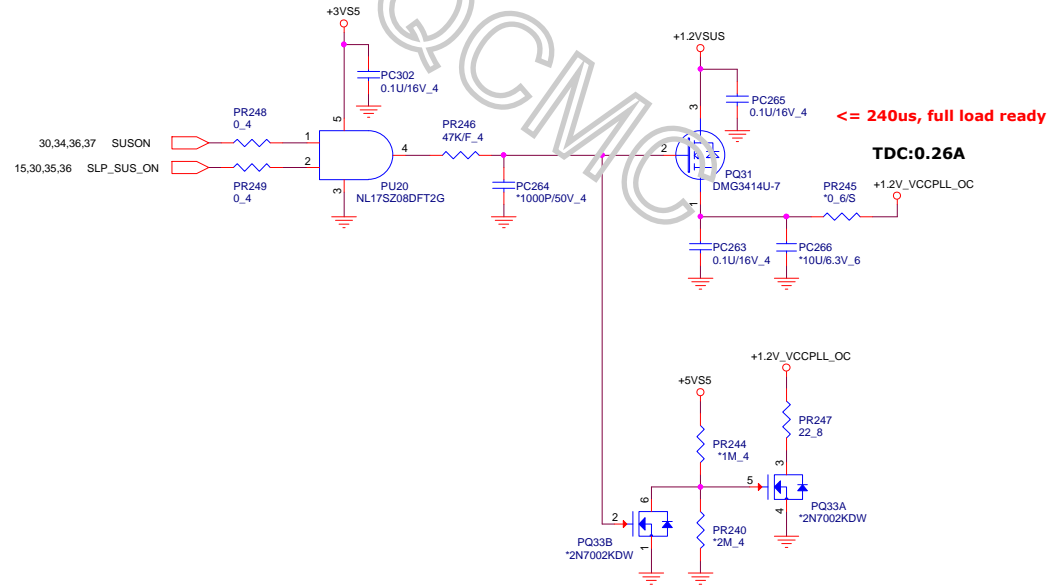 +3VS5
QCMC
+1.2VSUS
PC302
0.1U/16V_4
PC265
0.1U/16V_4
<= 240us, full load ready
TDC:0.26A
PR248
0_4
30,34,36,37 SUSON
1
5
3
PR246
47K/F_4
4
2
PQ31
DMG3414U-7
15,30,35,36 SLP_SUS_ON
2
PR249
0_4
3
PU20
NL17SZ08DFT2G
PC264
*1000P/50V_4
1
PR245
*0_6/S
+1.2V_VCCPLL_OC
PC263
0.1U/16V_4
PC266
*10U/6.3V_6
+1.2V_VCCPLL_OC
+5VS5
PR247
22_8
PR244
*1M_4
3
5
4
PQ33A
*2N7002KDW
6
2
1
PQ33B
*2N7002KDW
PR240
*2M_4